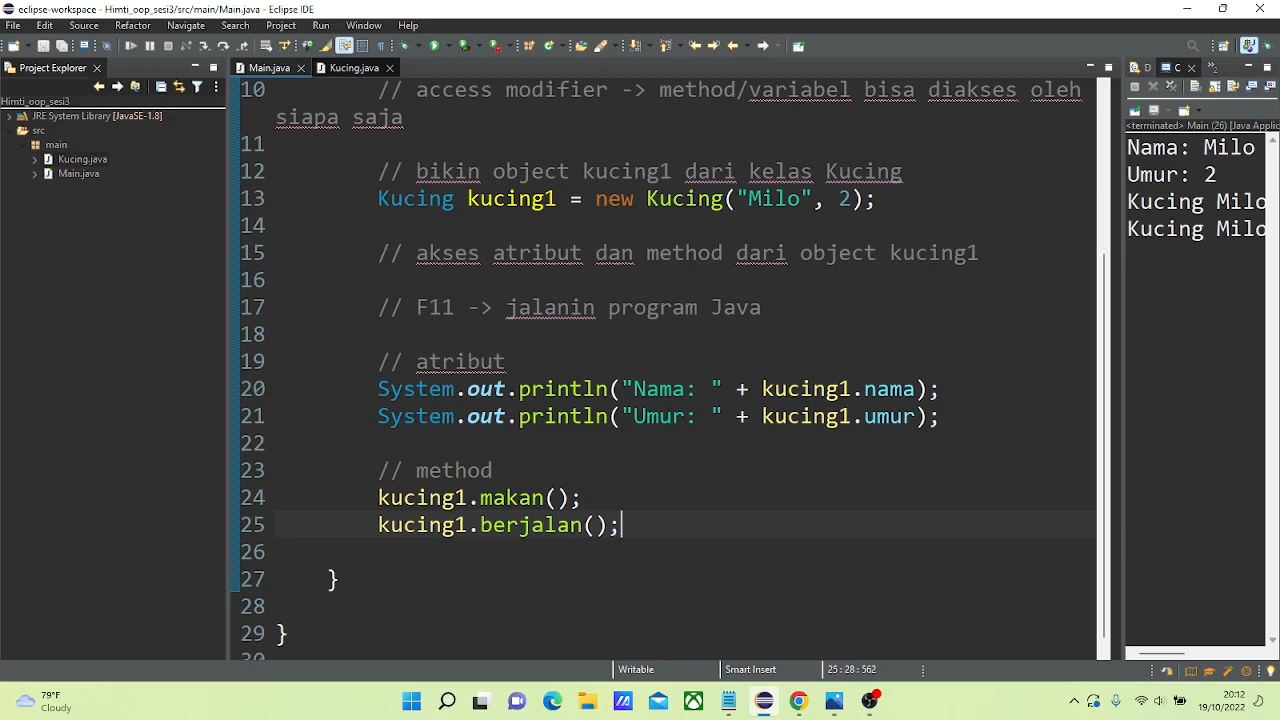 eclipse-workspace - Himti_oop_sesi3/src/main/Main.java - Eclipse IDE
File Edit Source Refactor Navigate Search Project Run Window Help
Project Explorer
Main.java
Kucing.java
D
C
Himti_oop_sesi3
JRE System Library [JavaSE-1.8]
src
main
Kucing.java
Main.java
10 // access modifier -> method/variabel bisa diakses oleh
siapa saja
11
12 // bikin object kucing1 dari kelas Kucing
13 Kucing kucing1 = new Kucing("Milo", 2);
14
15 // akses atribut dan method dari object kucing1
16
17 // F11 -> jalanin program Java
18
19 // atribut
20 System.out.println("Nama: " + kucing1.nama);
21 System.out.println("Umur: " + kucing1.umur);
22
23 // method
24 kucing1.makan();
25 kucing1.berjalan();
26
27 }
28
29 }
30
<terminated> Main (26) [Java Applic
Nama: Milo
Umur: 2
Kucing Milo
Kucing Milo
Writable
Smart Insert
25 : 28 : 562
79°F
Cloudy
20:12
19/10/2022